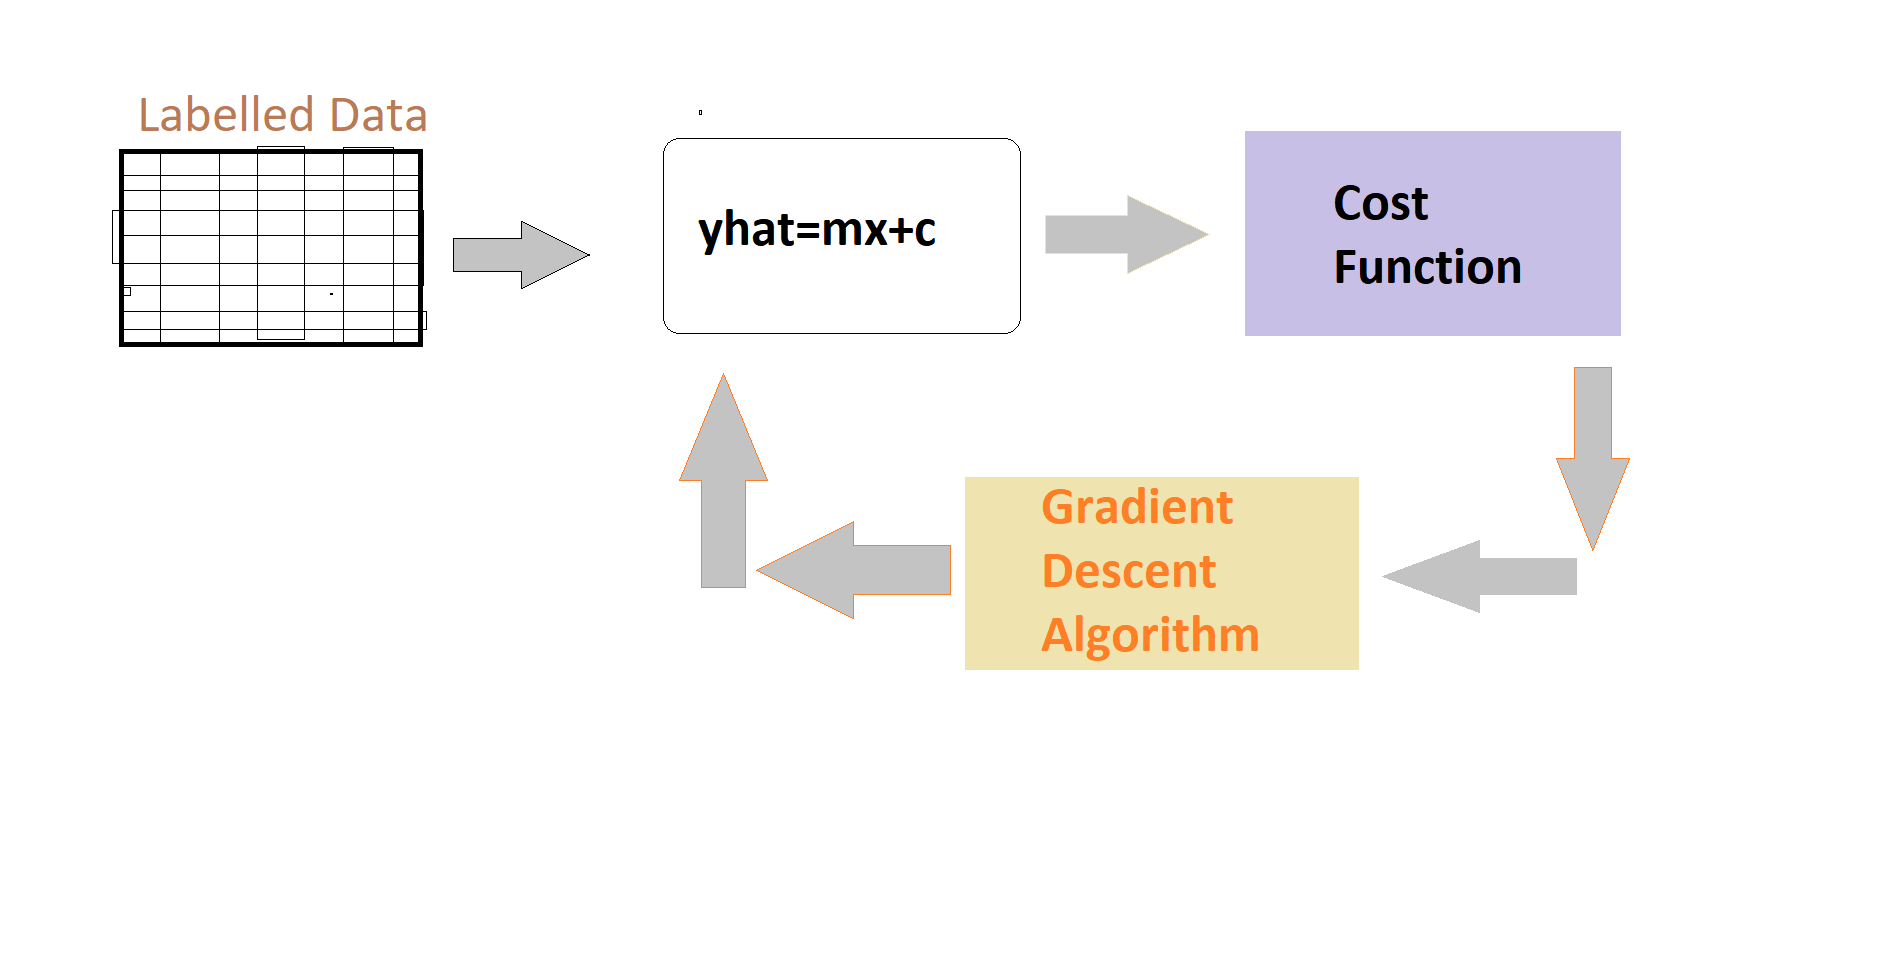 Labelled Data
yhat=mx+c
Cost
Function
Gradient
Descent
Algorithm